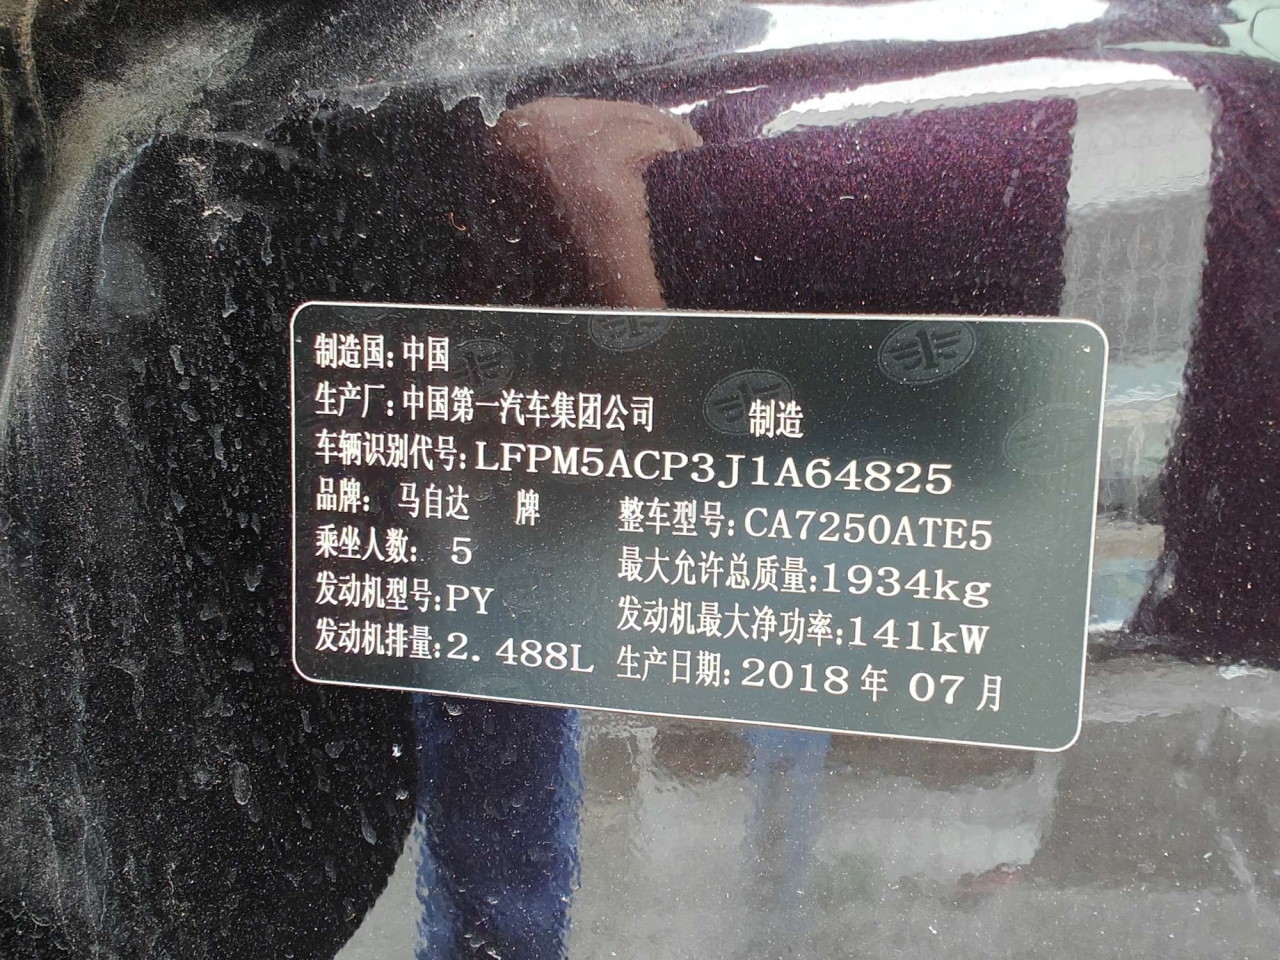 制造国:中国
生产厂:中国第一汽车集团公司 制造
车辆识别代号:LFPM5ACP3J1A64825
品牌: 马自达 牌 整车型号:CA7250ATE5
乘坐人数: 5 最大允许总质量:1934kg
发动机型号:PY 发动机最大净功率:141kW
发动机排量:2.488L 生产日期:2018年 07月